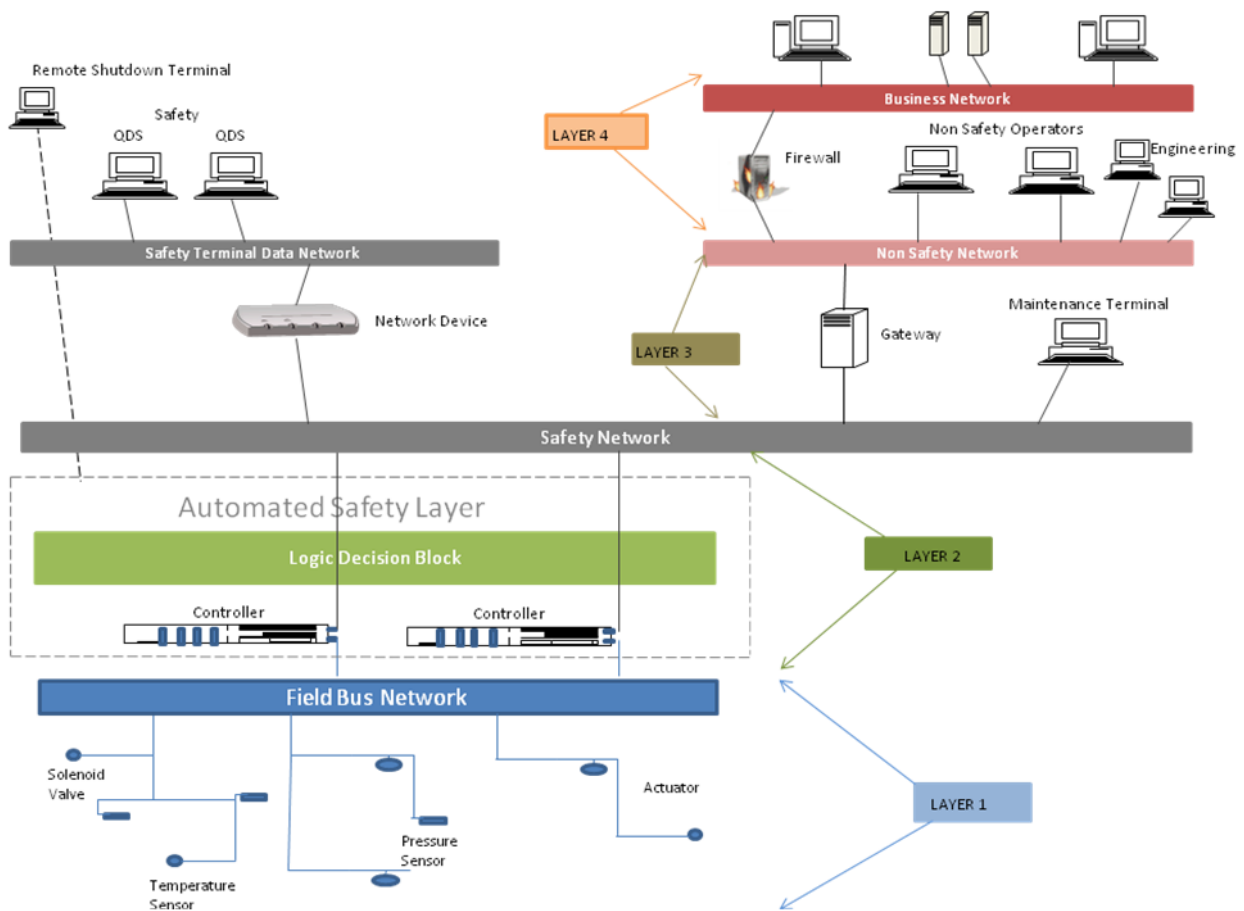 Remote Shutdown Terminal
Safety
QDS
QDS
Safety Terminal Data Network
Network Device
LAYER 4
Business Network
Firewall
Non Safety Operators
Engineering
Non Safety Network
LAYER 3
Gateway
Maintenance Terminal
Safety Network
Automated Safety Layer
Logic Decision Block
LAYER 2
Controller
Controller
Field Bus Network
Solenoid
Valve
Temperature
Sensor
Pressure
Sensor
Actuator
LAYER 1